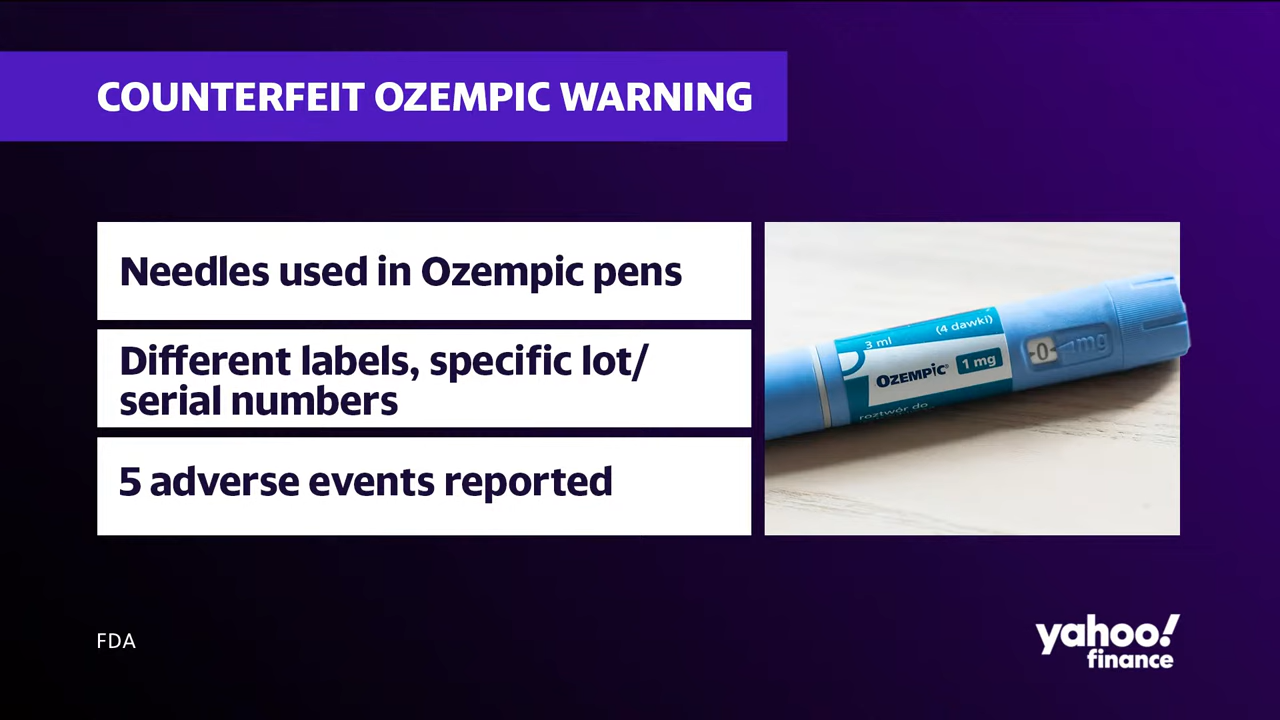 COUNTERFEIT OZEMPIC WARNING
Needles used in Ozempic pens
Different labels, specific lot/
serial numbers
5 adverse events reported
(4 dawki)
3 ml
OZEMPIC® 1 mg
-0- 1mg
roztwór do
FDA
yahoo!
finance